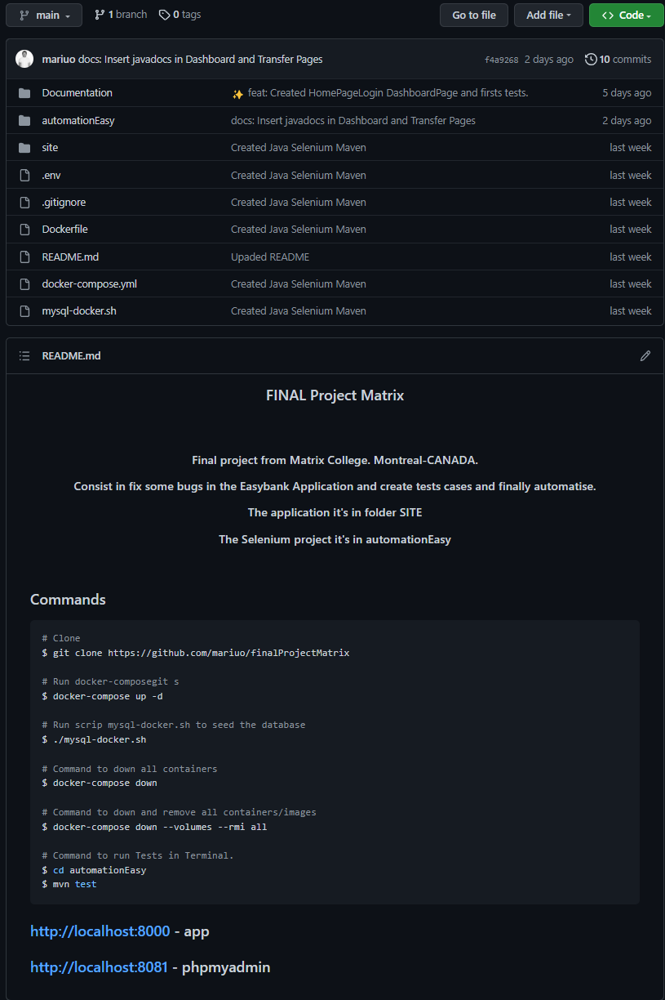 main
1 branch
0 tags
Go to file
Add file
<> Code
mariuo docs: Insert javadocs in Dashboard and Transfer Pages
f4a9268 2 days ago
10 commits
Documentation ✨ feat: Created HomePageLogin DashboardPage and firsts tests. 5 days ago
automationEasy docs: Insert javadocs in Dashboard and Transfer Pages 2 days ago
site Created Java Selenium Maven last week
.env Created Java Selenium Maven last week
.gitignore Created Java Selenium Maven last week
Dockerfile Created Java Selenium Maven last week
README.md Upaded README last week
docker-compose.yml Created Java Selenium Maven last week
mysql-docker.sh Created Java Selenium Maven last week
README.md
FINAL Project Matrix
Final project from Matrix College. Montreal-CANADA.
Consist in fix some bugs in the Easybank Application and create tests cases and finally automatise.
The application it's in folder SITE
The Selenium project it's in automationEasy
Commands
# Clone
$ git clone https://github.com/mariuo/finalProjectMatrix
# Run docker-composegit s
$ docker-compose up -d
# Run scrip mysql-docker.sh to seed the database
$ ./mysql-docker.sh
# Command to down all containers
$ docker-compose down
# Command to down and remove all containers/images
$ docker-compose down --volumes --rmi all
# Command to run Tests in Terminal.
$ cd automationEasy
$ mvn test
http://localhost:8000 - app
http://localhost:8081 - phpmyadmin